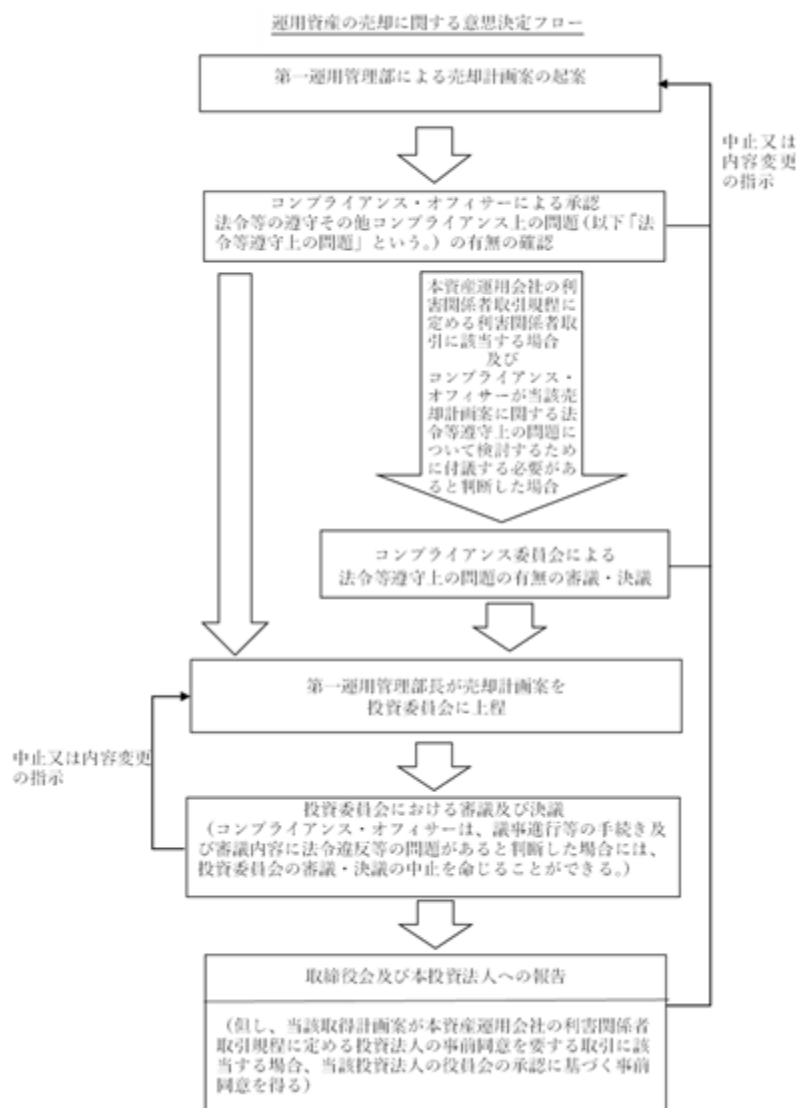 運用資産の売却に関する意思決定フロー
第一運用管理部による売却計画案の起案
中止又は
内容変更
の指示
コンプライアンス・オフィサーによる承認
法令等の遵守その他コンプライアンス上の問題(以下「法
令等遵守上の問題」という。)の有無の確認
本資産運用会社の利
害関係者取引規程に
定める利害関係者取
引に該当する場合
及び
コンプライアンス・
オフィサーが当該売
却計画案に関する法
令等遵守上の問題に
ついて検討するため
に付議する必要があ
ると判断した場合
コンプライアンス委員会による
法令等遵守上の問題の有無の審議・決議
第一運用管理部長が売却計画案を
投資委員会に上程
中止又は内容変更
の指示
投資委員会における審議及び決議
(コンプライアンス・オフィサーは、議事進行等の手続き及
び審議内容に法令違反等の問題があると判断した場合には、
投資委員会の審議・決議の中止を命じることができる。)
取締役会及び本投資法人への報告
(但し、当該取得計画案が本資産運用会社の利害関係者
取引規程に定める投資法人の事前同意を要する取引に該
当する場合、当該投資法人の役員会の承認に基づく事前
同意を得る)